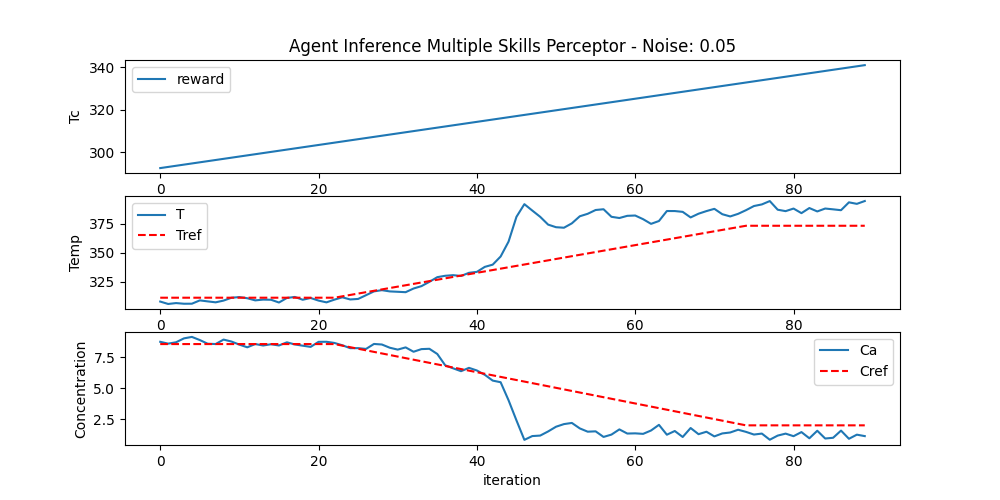 Agent Inference Multiple Skills Perceptor - Noise: 0.05
340
320
300
Tc
reward
0 20 40 60 80
375
350
325
Temp
T
Tref
0 20 40 60 80
7.5
5.0
2.5
Concentration
Ca
Cref
0 20 40 60 80
iteration